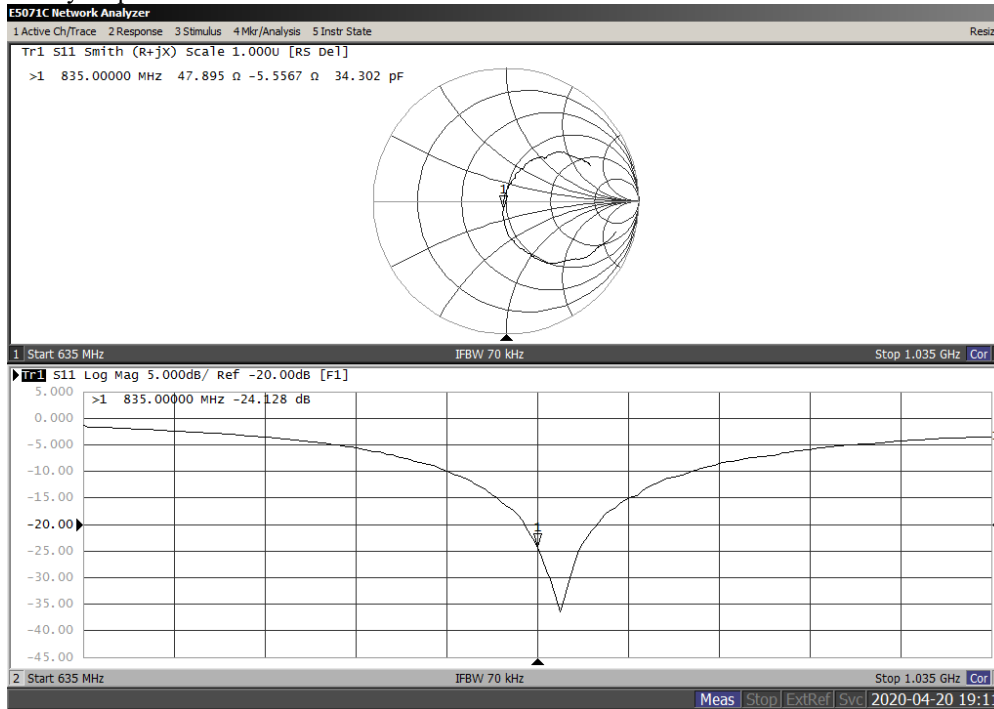 E5071C Network Analyzer
1 Active Ch/Trace 2 Response 3 Stimulus 4 Mkr/Analysis 5 Instr State
Tr1 S11 Smith (R+jX) Scale 1.000U [RS Del]
>1 835.00000 MHz 47.895 Ω -5.5567 Ω 34.302 pF
1
1 Start 635 MHz IFBW 70 kHz Stop 1.035 GHz Cor
Tr1 S11 Log Mag 5.000dB/ Ref -20.00dB [F1]
5.000
>1 835.00000 MHz -24.128 dB
0.000
-5.000
-10.00
-15.00
-20.00
1
-25.00
-30.00
-35.00
-40.00
-45.00
2 Start 635 MHz IFBW 70 kHz Stop 1.035 GHz Cor
Meas Stop ExtRef Svc 2020-04-20 19:11